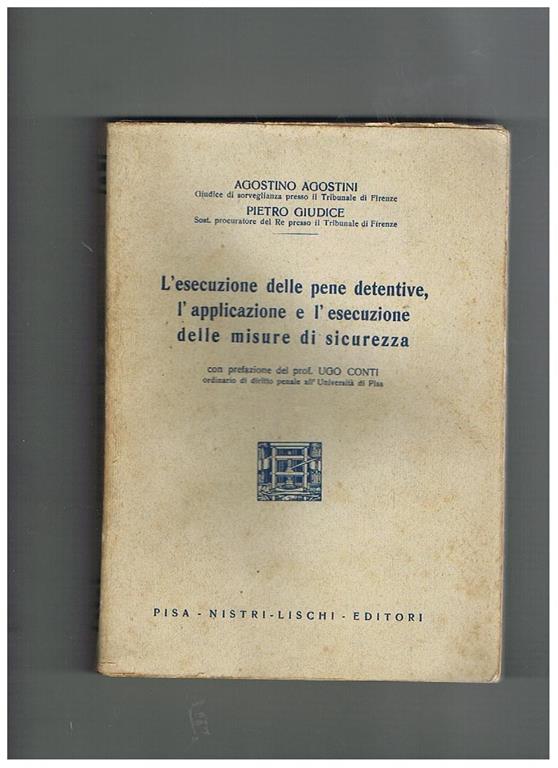 AGOSTINO AGOSTINI
Giudice di sorveglianza presso il Tribunale di Firenze
PIETRO GIUDICE
Sost. procuratore del Re presso il Tribunale di Firenze
L'esecuzione delle pene detentive,
l'applicazione e l'esecuzione
delle misure di sicurezza
con prefazione del prof. UGO CONTI
ordinario di diritto penale all'Università di Pisa
PISA - NISTRI-LISCHI - EDITORI